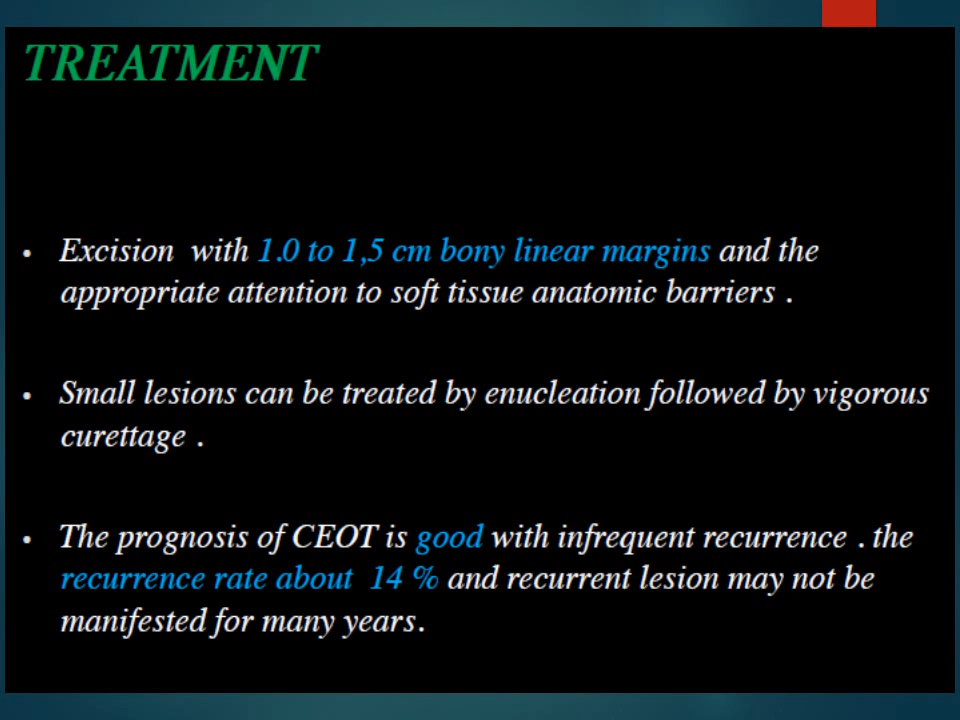 TREATMENT
• Excision with 1.0 to 1,5 cm bony linear margins and the
appropriate attention to soft tissue anatomic barriers .
• Small lesions can be treated by enucleation followed by vigorous
curettage .
• The prognosis of CEOT is good with infrequent recurrence . the
recurrence rate about 14 % and recurrent lesion may not be
manifested for many years.